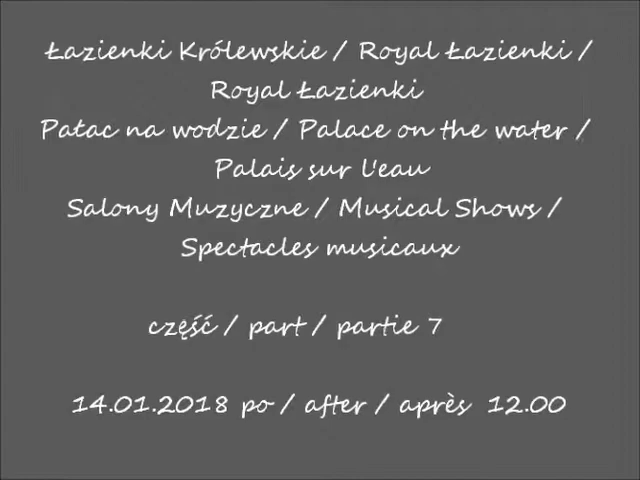 Łazienki Królewskie / Royal Łazienki /
Royal Łazienki
Pałac na wodzie / Palace on the water /
Palais sur l'eau
Salony Muzyczne / Musical Shows /
Spectacles musicaux
część / part / partie 7
14.01.2018 po / after / après 12.00